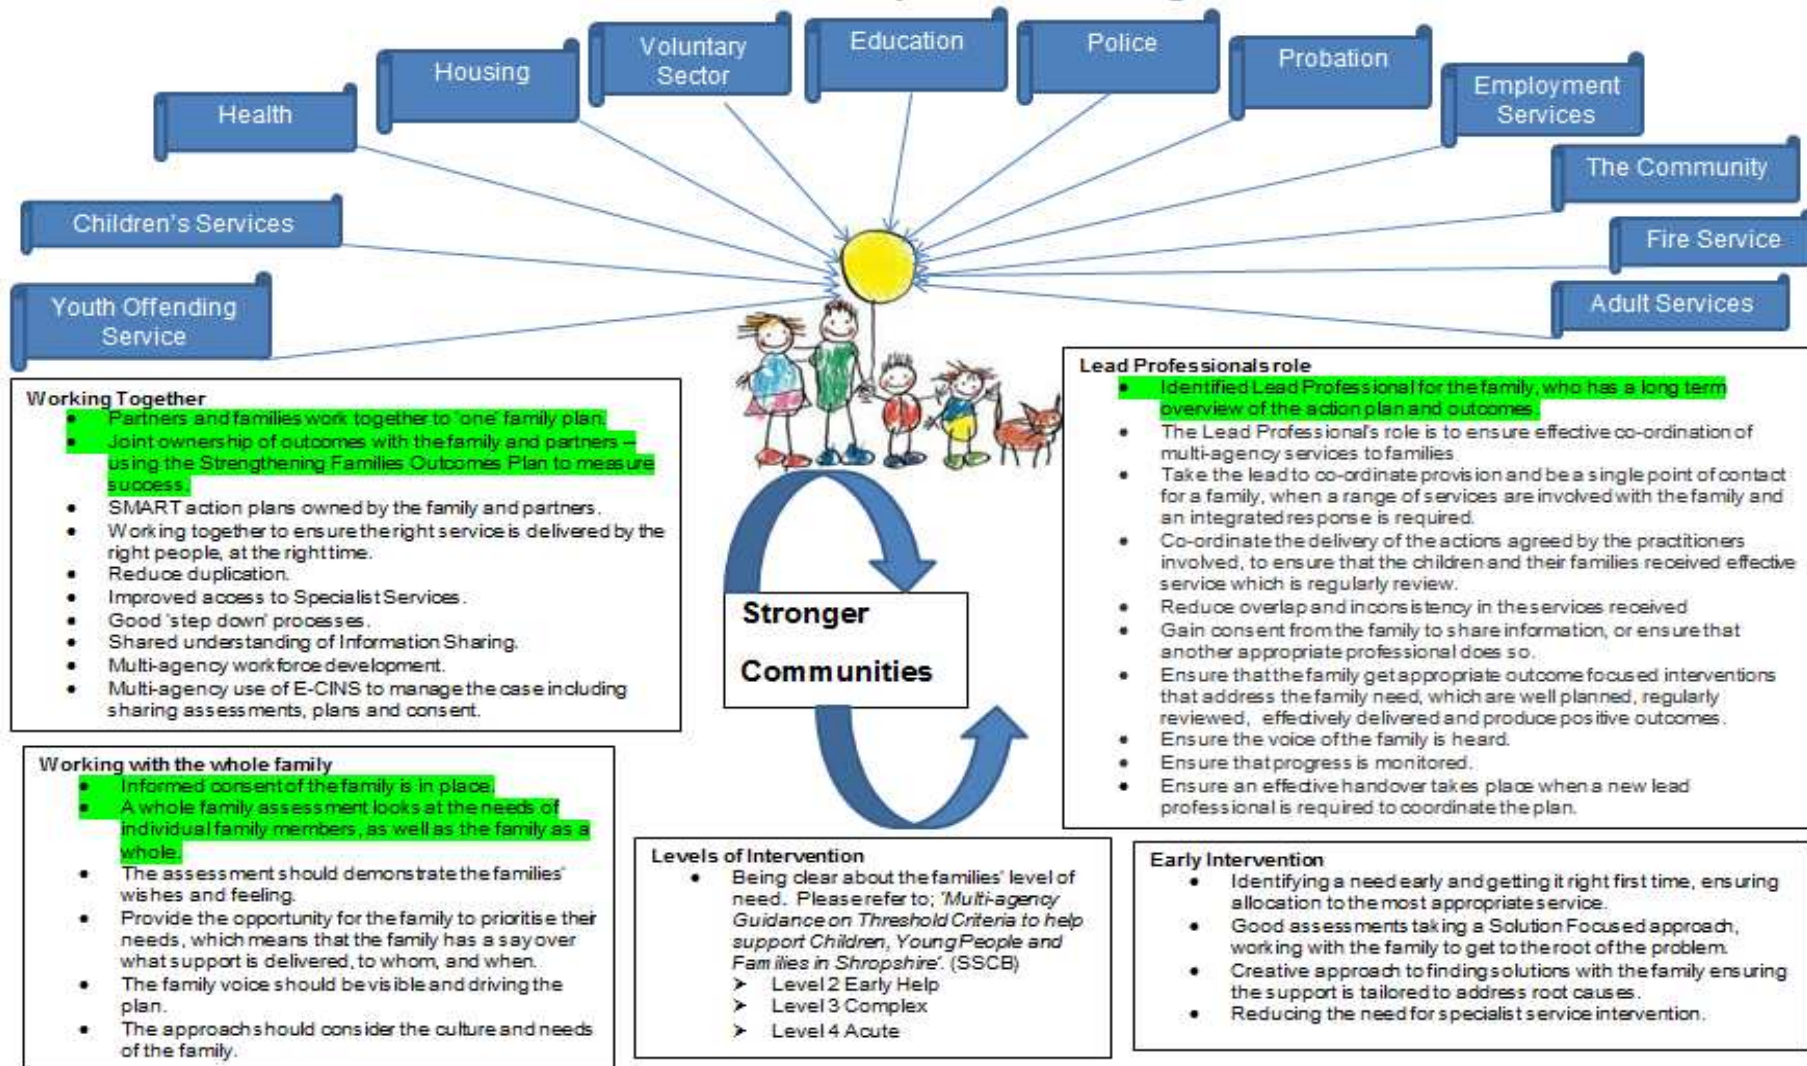 Voluntary
Sector
Education
Police
Housing
Probation
Employment
Services
Health
The Community
Children's Services
Fire Service
Youth Offending
Service
Adult Services
Working Together
• Partners and families work together to 'one' family plan.
• Joint ownership of outcomes with the family and partners –
using the Strengthening Families Outcomes Plan to measure
success.
• SMART action plans owned by the family and partners.
• Working together to ensure the right service is delivered by the
right people, at the right time.
• Reduce duplication.
• Improved access to Specialist Services.
• Good 'step down' processes.
• Shared understanding of Information Sharing.
• Multi-agency workforce development.
• Multi-agency use of E-CINS to manage the case including
sharing assessments, plans and consent.
Lead Professionals role
• Identified Lead Professional for the family, who has a long term
overview of the action plan and outcomes.
• The Lead Professional's role is to ensure effective co-ordination of
multi-agency services to families
• Take the lead to co-ordinate provision and be a single point of contact
for a family, when a range of services are involved with the family and
an integrated response is required.
• Co-ordinate the delivery of the actions agreed by the practitioners
involved, to ensure that the children and their families received effective
service which is regularly review.
• Reduce overlap and inconsistency in the services received
• Gain consent from the family to share information, or ensure that
another appropriate professional does so.
• Ensure that the family get appropriate outcome focused interventions
that address the family need, which are well planned, regularly
reviewed, effectively delivered and produce positive outcomes.
• Ensure the voice of the family is heard.
• Ensure that progress is monitored.
• Ensure an effective handover takes place when a new lead
professional is required to coordinate the plan.
Stronger
Communities
Working with the whole family
• Informed consent of the family is in place.
• A whole family assessment looks at the needs of
individual family members, as well as the family as a
whole.
• The assessment should demonstrate the families'
wishes and feeling.
• Provide the opportunity for the family to prioritise their
needs, which means that the family has a say over
what support is delivered, to whom, and when.
• The family voice should be visible and driving the
plan.
• The approach should consider the culture and needs
of the family.
Levels of Intervention
• Being clear about the families' level of
need. Please refer to; 'Multi-agency
Guidance on Threshold Criteria to help
support Children, Young People and
Families in Shropshire'. (SSCB)
➤ Level 2 Early Help
➤ Level 3 Complex
➤ Level 4 Acute
Early Intervention
• Identifying a need early and getting it right first time, ensuring
allocation to the most appropriate service.
• Good assessments taking a Solution Focused approach,
working with the family to get to the root of the problem.
• Creative approach to finding solutions with the family ensuring
the support is tailored to address root causes.
• Reducing the need for specialist service intervention.